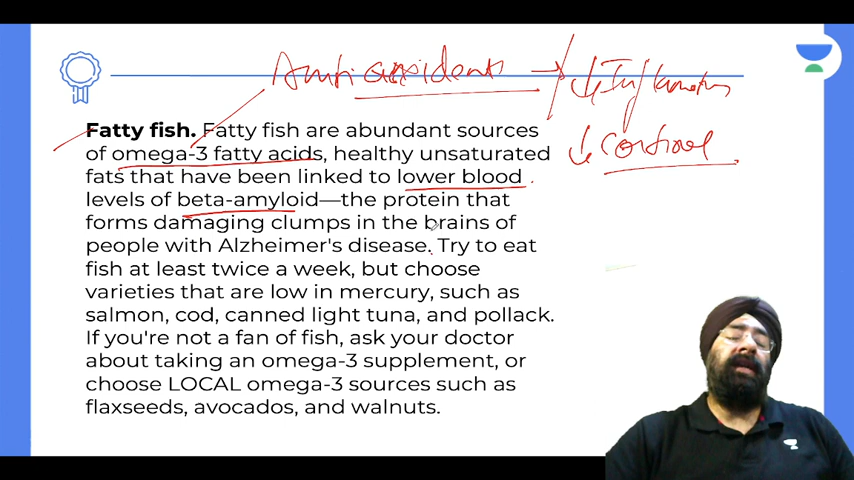 Anti oxidents → ↓ Inflammation
↓ Cortisol
Fatty fish. Fatty fish are abundant sources
of omega-3 fatty acids, healthy unsaturated
fats that have been linked to lower blood
levels of beta-amyloid—the protein that
forms damaging clumps in the brains of
people with Alzheimer's disease. Try to eat
fish at least twice a week, but choose
varieties that are low in mercury, such as
salmon, cod, canned light tuna, and pollack.
If you're not a fan of fish, ask your doctor
about taking an omega-3 supplement, or
choose LOCAL omega-3 sources such as
flaxseeds, avocados, and walnuts.